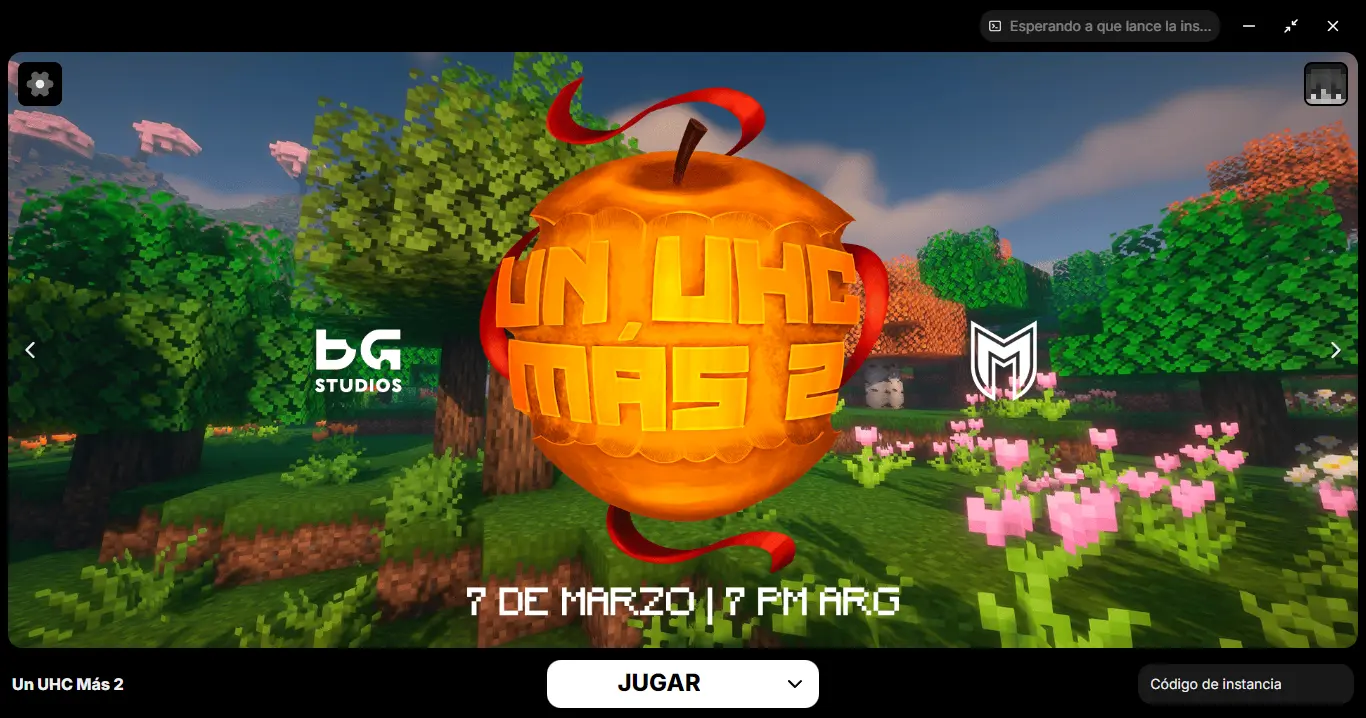 Esperando a que lance la ins...
UN UHC
MÁS 2
bG
STUDIOS
M
7 DE MARZO | 7 PM ARG
Un UHC Más 2
JUGAR
Código de instancia